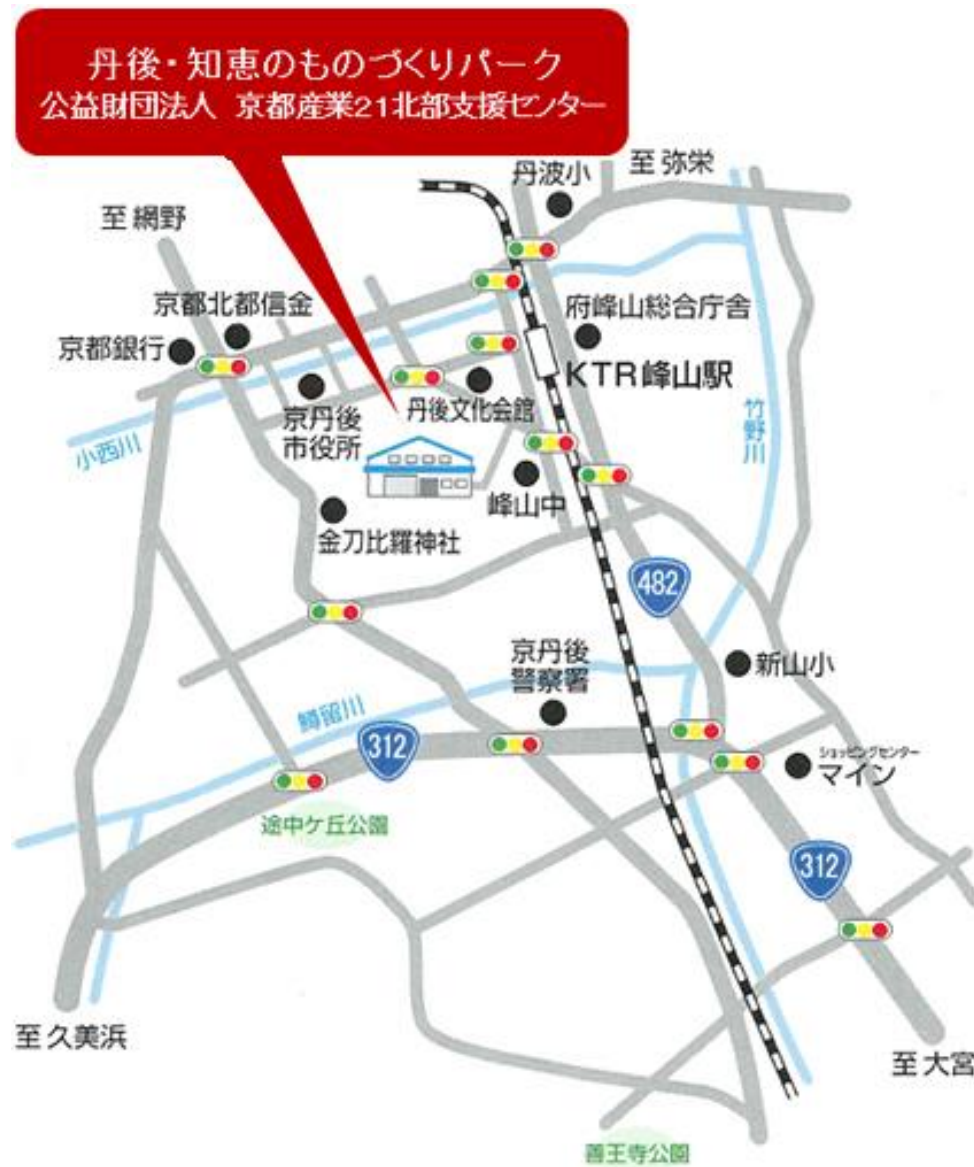 丹後・知恵のものづくりパーク
公益財団法人 京都産業21北部支援センター
至 弥栄
丹波小
至 網野
京都北都信金
府峰山総合庁舎
京都銀行
KTR峰山駅
丹後文化会館
京丹後
市役所
竹野川
小西川
峰山中
金刀比羅神社
482
京丹後
警察署
新山小
鱒留川
312
ショッピングセンター
マイン
途中ケ丘公園
312
至 久美浜
至 大宮
善王寺公園